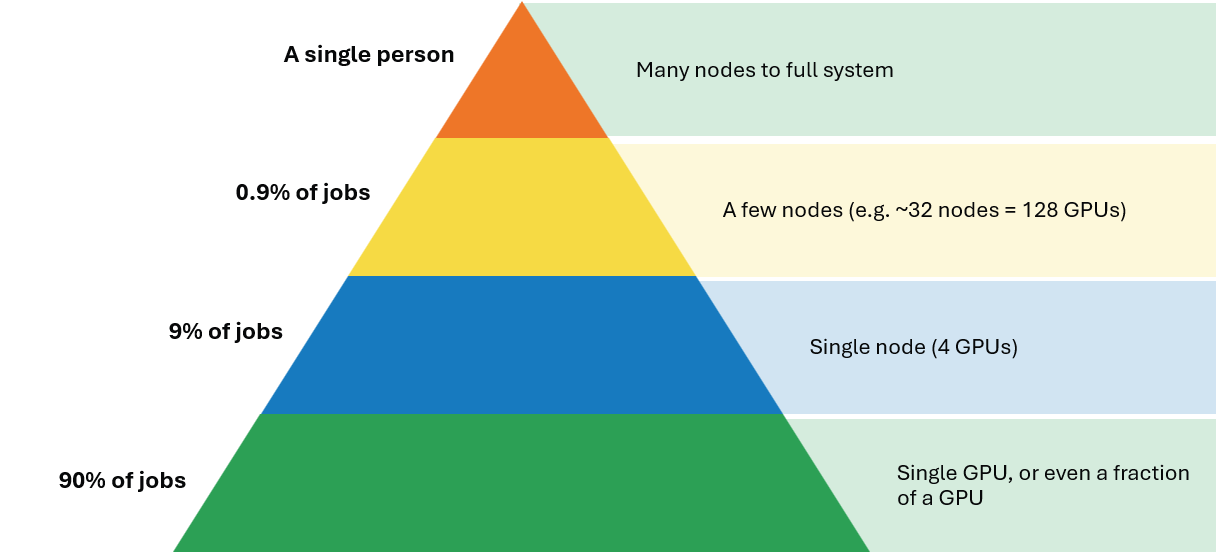 A single person
Many nodes to full system
0.9% of jobs
A few nodes (e.g. ~32 nodes = 128 GPUs)
9% of jobs
Single node (4 GPUs)
90% of jobs
Single GPU, or even a fraction
of a GPU